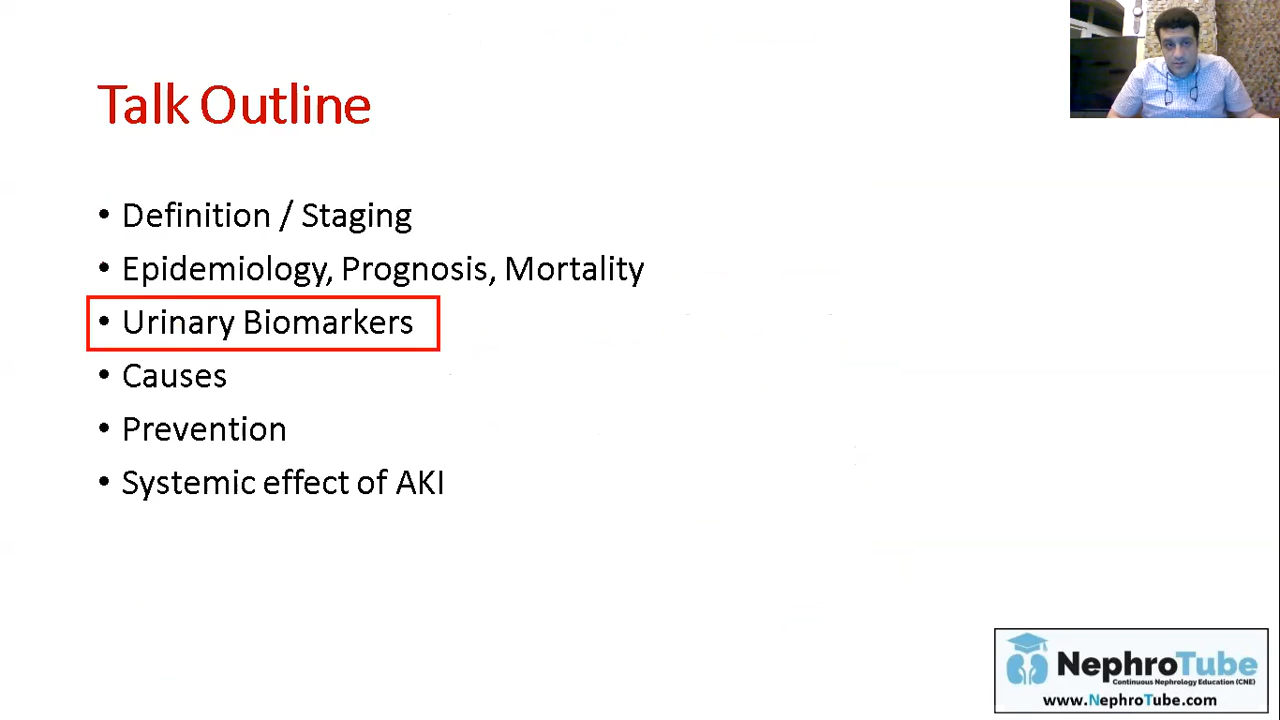 Talk Outline
• Definition / Staging
• Epidemiology, Prognosis, Mortality
• Urinary Biomarkers
• Causes
• Prevention
• Systemic effect of AKI
NephroTube
Continuous Nephrology Education (CNE)
www.NephroTube.com